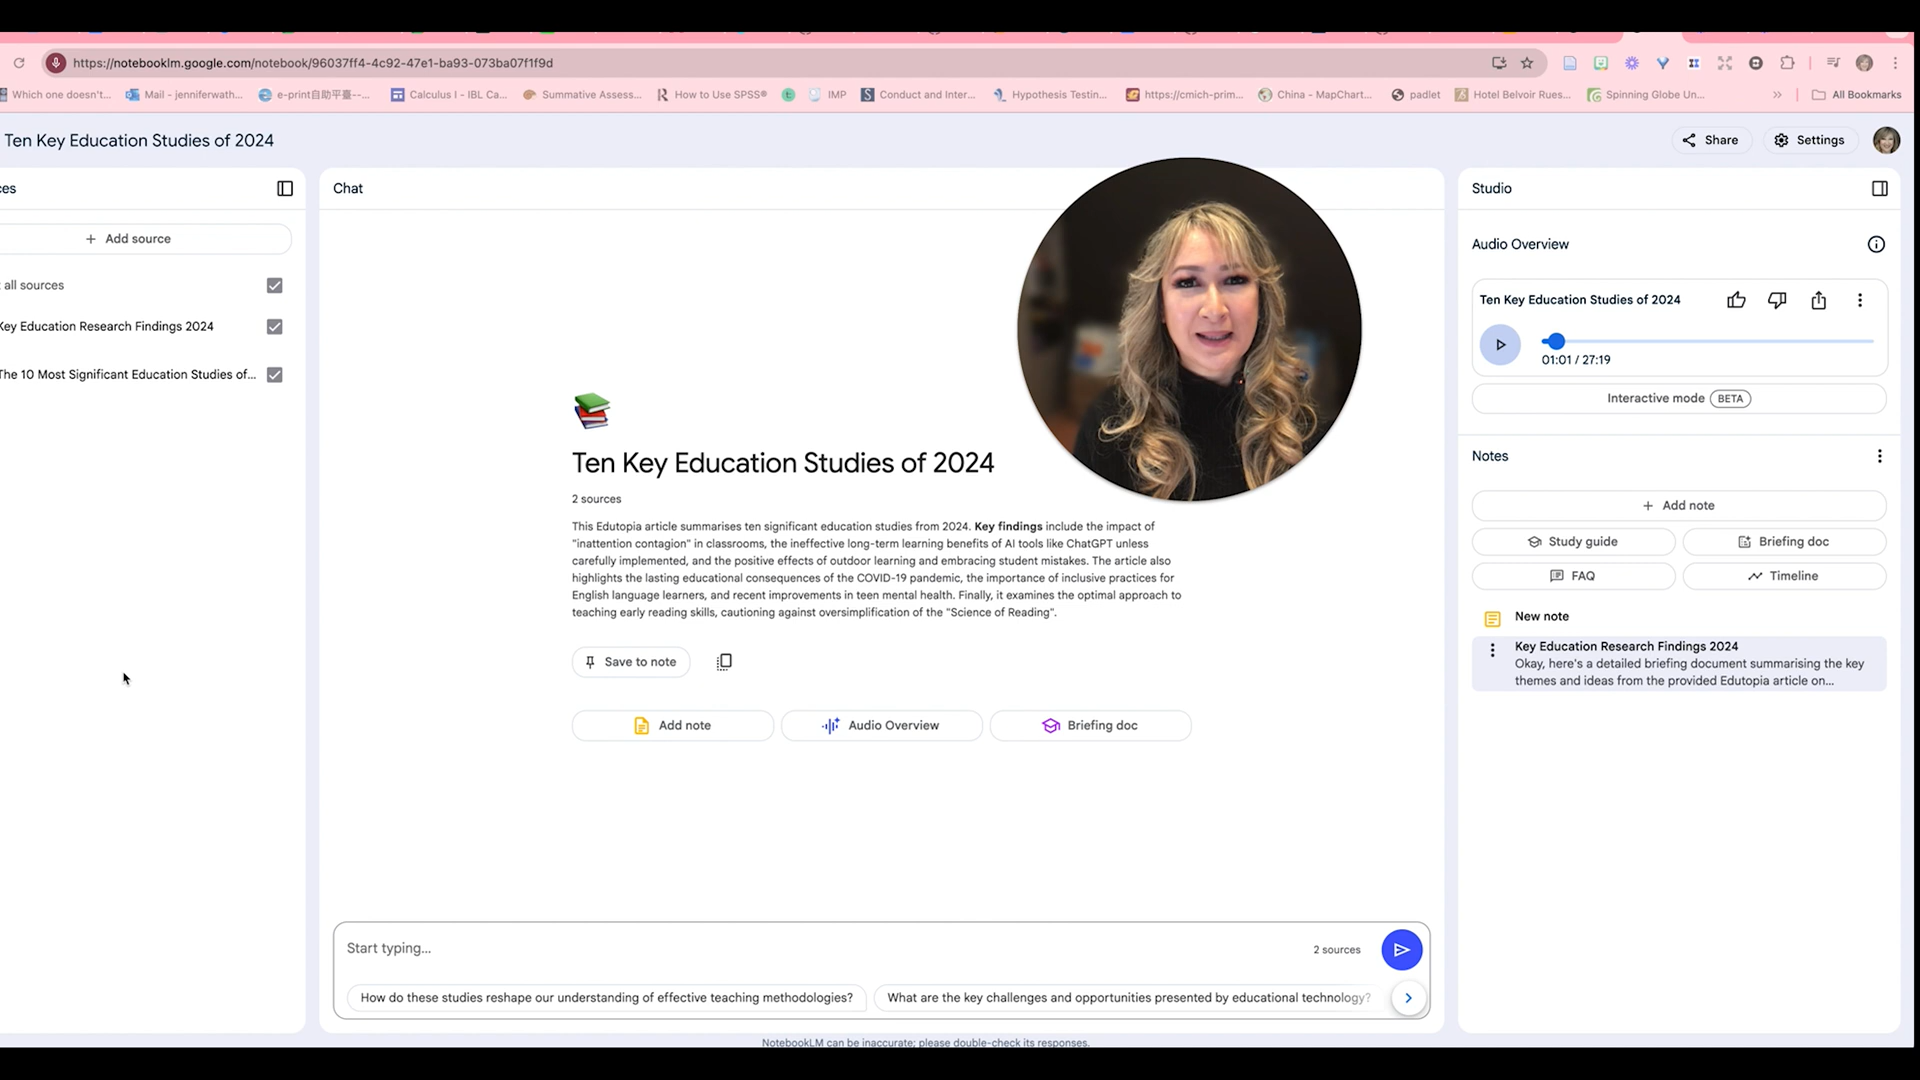 https://notebooklm.google.com/notebook/96037ff4-4c92-47e1-ba93-073ba07f1f9d
Which one doesn't... Mail - jenniferwath... e-print自助平臺--... Calculus I - IBL Ca... Summative Assess... How to Use SPSS® IMP Conduct and Inter... Hypothesis Testin... https://cmich-prim... China - MapChart... padlet Hotel Belvoir Rues... Spinning Globe Un... » All Bookmarks
Ten Key Education Studies of 2024
Share
Settings
ces
+ Add source
all sources
Key Education Research Findings 2024
The 10 Most Significant Education Studies of...
Chat
Ten Key Education Studies of 2024
2 sources
This Edutopia article summarises ten significant education studies from 2024. Key findings include the impact of
"inattention contagion" in classrooms, the ineffective long-term learning benefits of AI tools like ChatGPT unless
carefully implemented, and the positive effects of outdoor learning and embracing student mistakes. The article also
highlights the lasting educational consequences of the COVID-19 pandemic, the importance of inclusive practices for
English language learners, and recent improvements in teen mental health. Finally, it examines the optimal approach to
teaching early reading skills, cautioning against oversimplification of the "Science of Reading".
Save to note
Add note
Audio Overview
Briefing doc
Start typing...
2 sources
How do these studies reshape our understanding of effective teaching methodologies?
What are the key challenges and opportunities presented by educational technology?
NotebookLM can be inaccurate; please double-check its responses.
Studio
Audio Overview
Ten Key Education Studies of 2024
01:01 / 27:19
Interactive mode BETA
Notes
+ Add note
Study guide
Briefing doc
FAQ
Timeline
New note
Key Education Research Findings 2024
Okay, here's a detailed briefing document summarising the key
themes and ideas from the provided Edutopia article on...